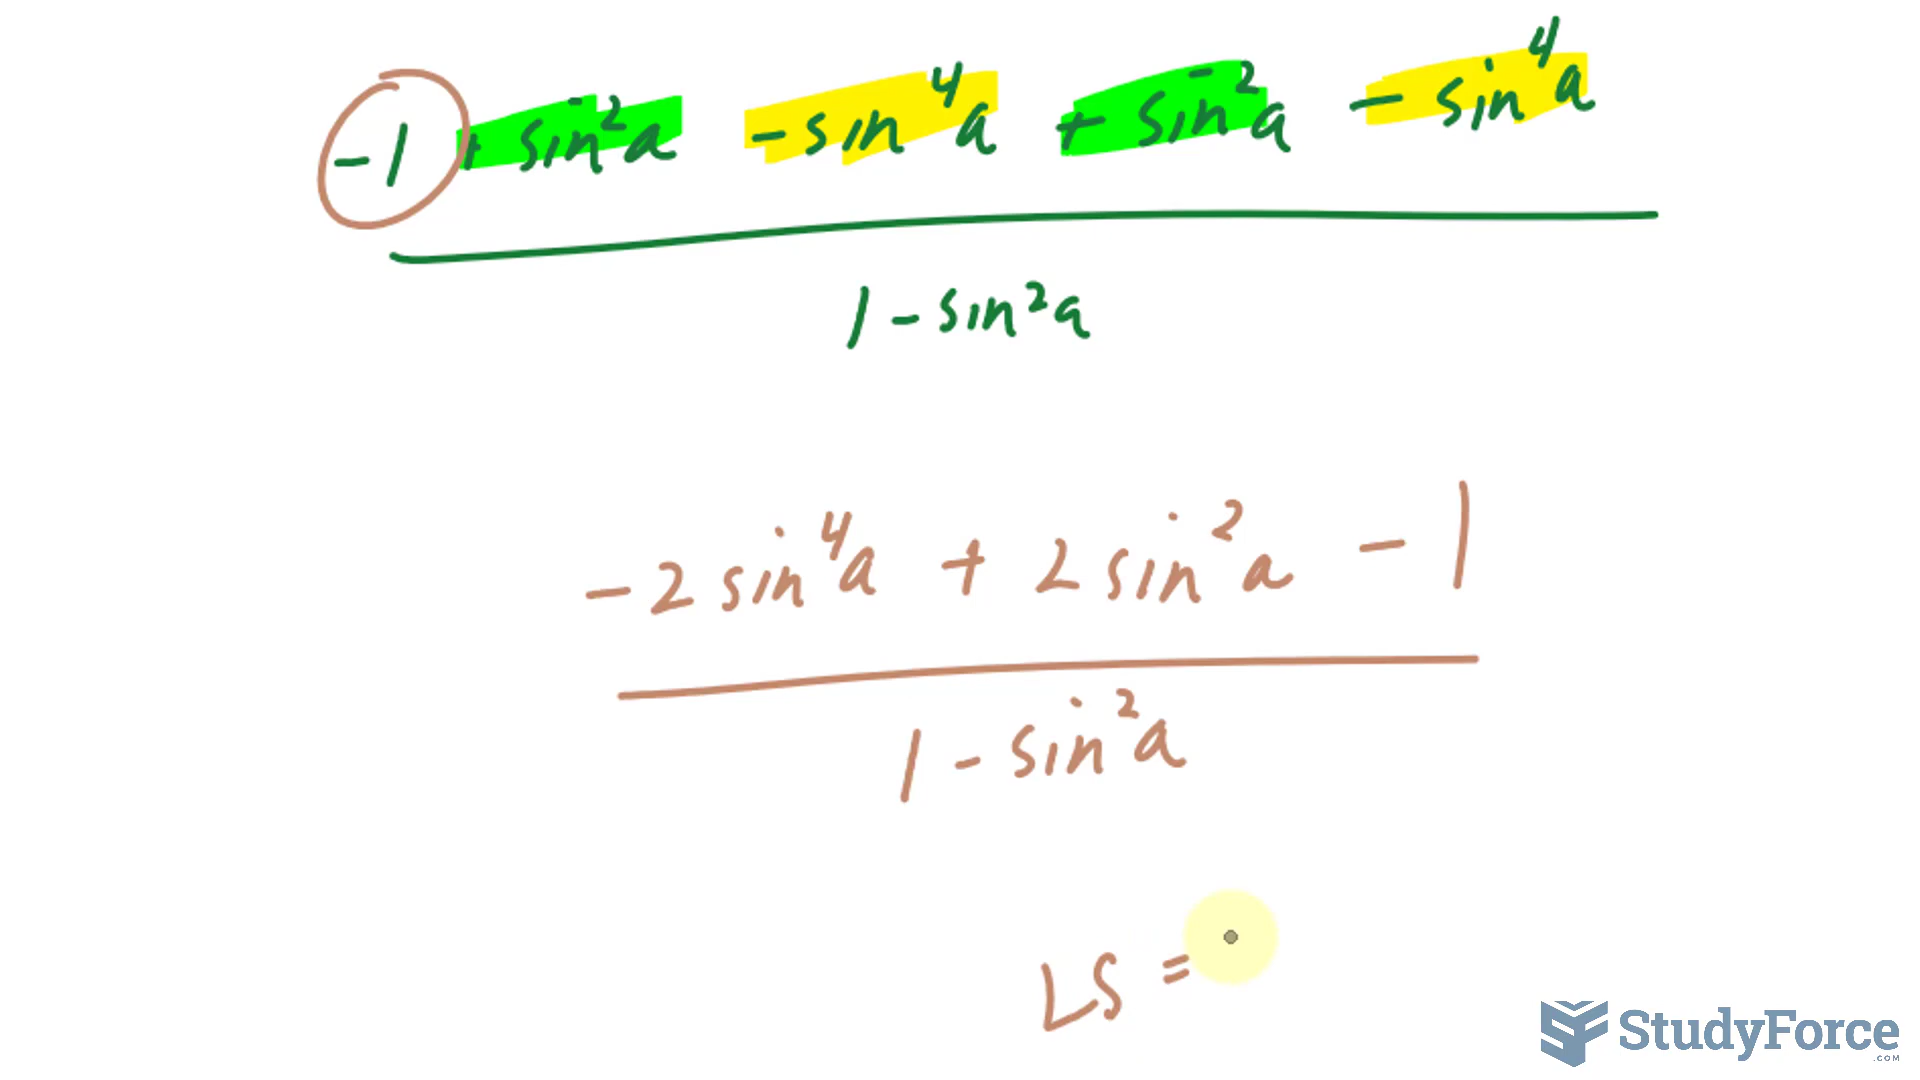 -1 + sin²a - sin⁴a + sin²a - sin⁴a
1 - sin²a
-2 sin⁴a + 2 sin²a - 1
1 - sin²a
LS =
StudyForce
.COM